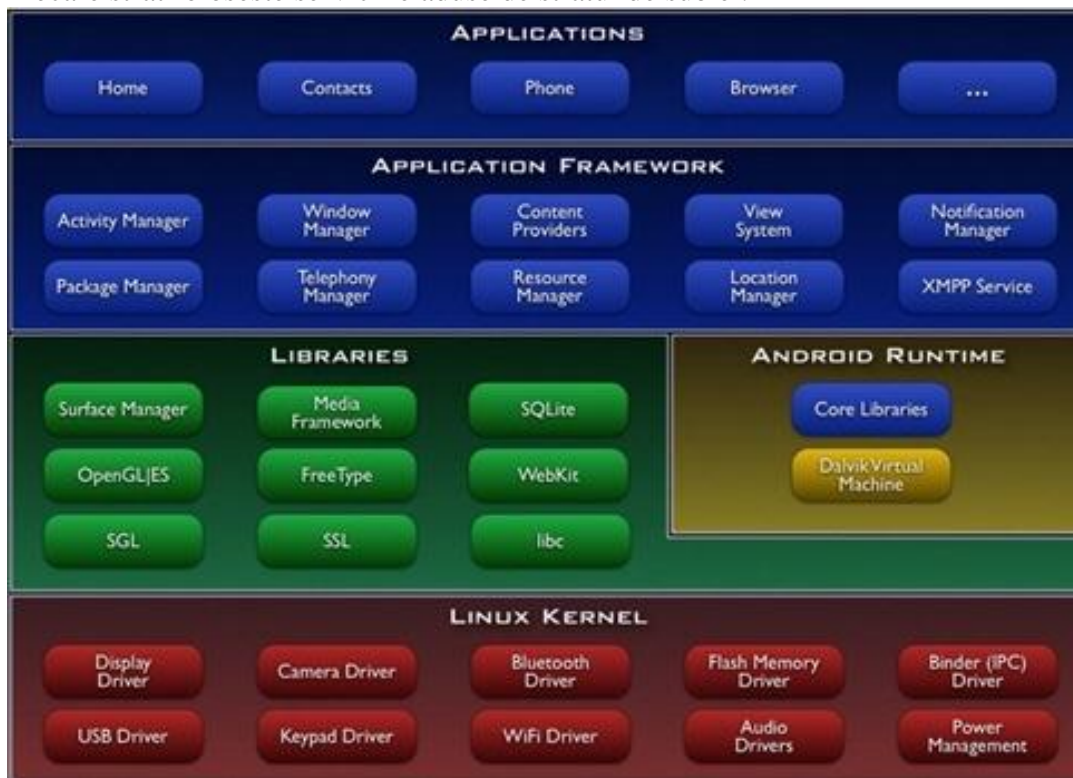 APPLICATIONS
Home
Contacts
Phone
Browser
...
APPLICATION FRAMEWORK
Activity Manager
Window
Manager
Content
Providers
View
System
Notification
Manager
Package Manager
Telephony
Manager
Resource
Manager
Location
Manager
XMPP Service
LIBRARIES
Surface Manager
Media
Framework
SQLite
OpenGL|ES
FreeType
WebKit
SGL
SSL
libc
ANDROID RUNTIME
Core Libraries
Dalvik Virtual
Machine
LINUX KERNEL
Display
Driver
Camera Driver
Bluetooth
Driver
Flash Memory
Driver
Binder (IPC)
Driver
USB Driver
Keypad Driver
WiFi Driver
Audio
Drivers
Power
Management